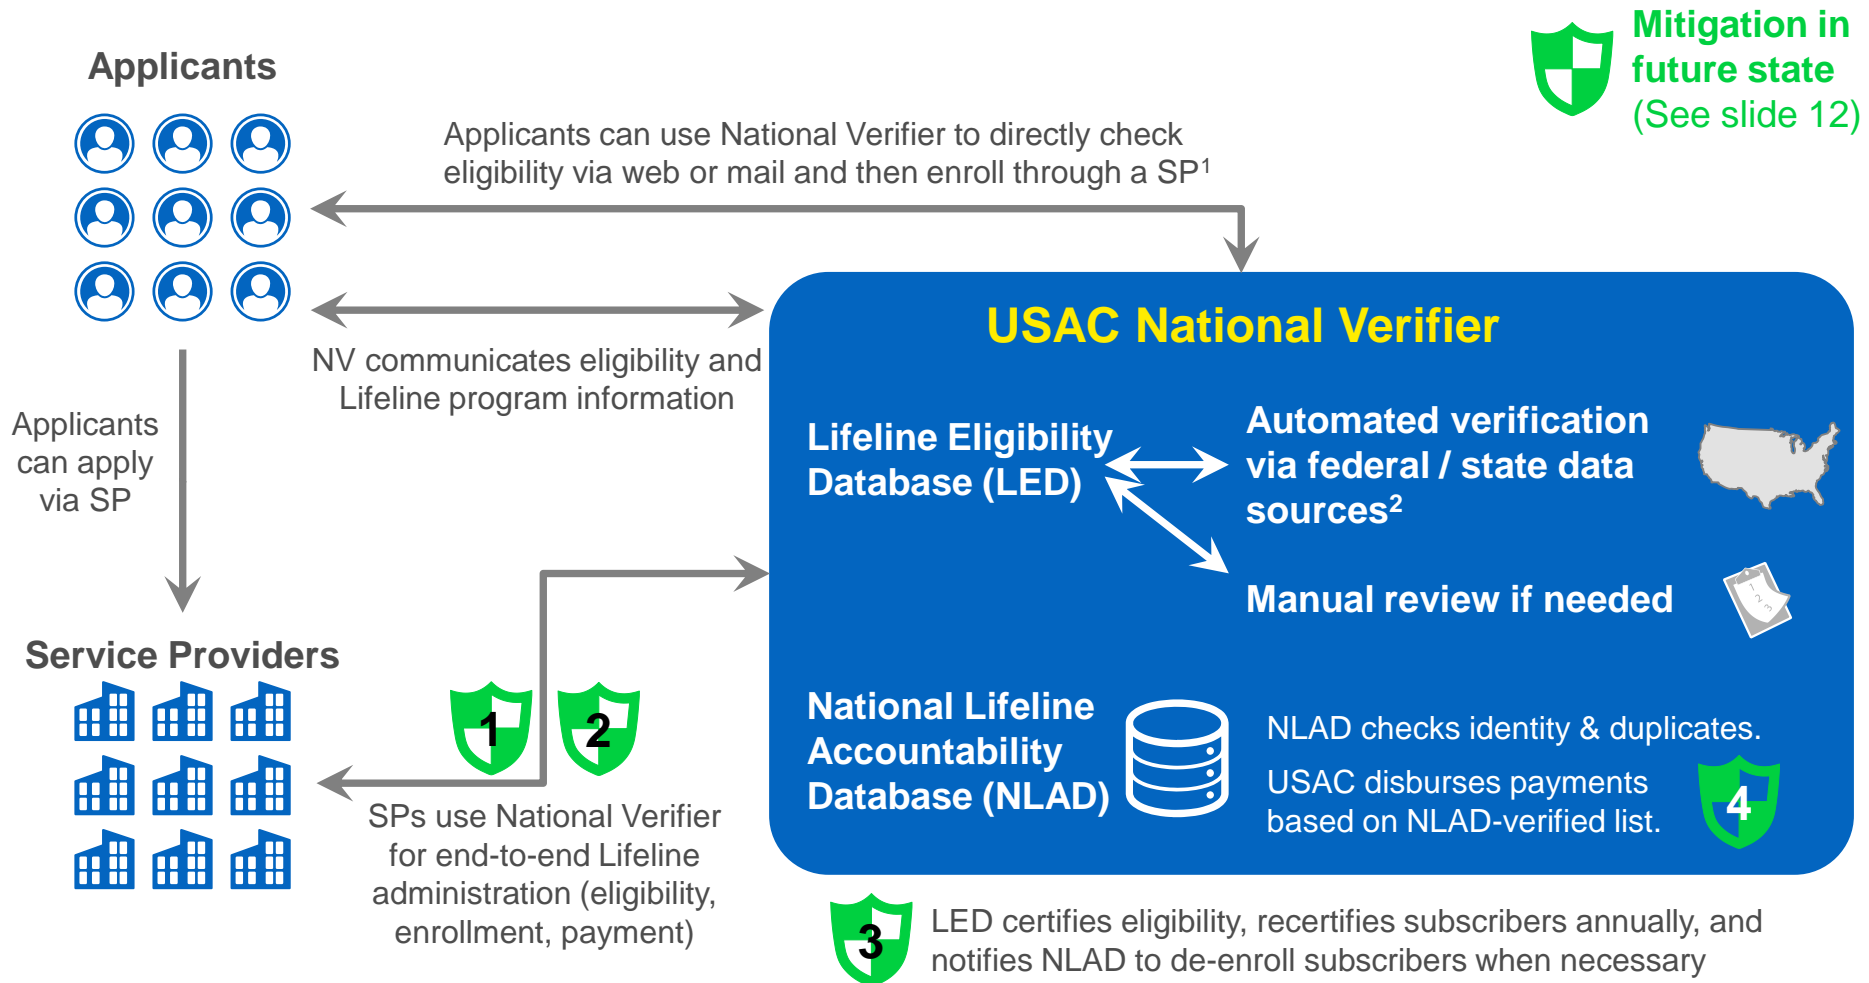 Mitigation in
future state
(See slide 12)
Applicants
Applicants can use National Verifier to directly check
eligibility via web or mail and then enroll through a SP¹
NV communicates eligibility and
Lifeline program information
Applicants
can apply
via SP
Service Providers
1
2
SPs use National Verifier
for end-to-end Lifeline
administration (eligibility,
enrollment, payment)
USAC National Verifier
Lifeline Eligibility
Database (LED)
Automated verification
via federal / state data
sources²
Manual review if needed
1
2
3
National Lifeline
Accountability
Database (NLAD)
NLAD checks identity & duplicates.
USAC disburses payments
based on NLAD-verified list.
4
3
LED certifies eligibility, recertifies subscribers annually, and
notifies NLAD to de-enroll subscribers when necessary